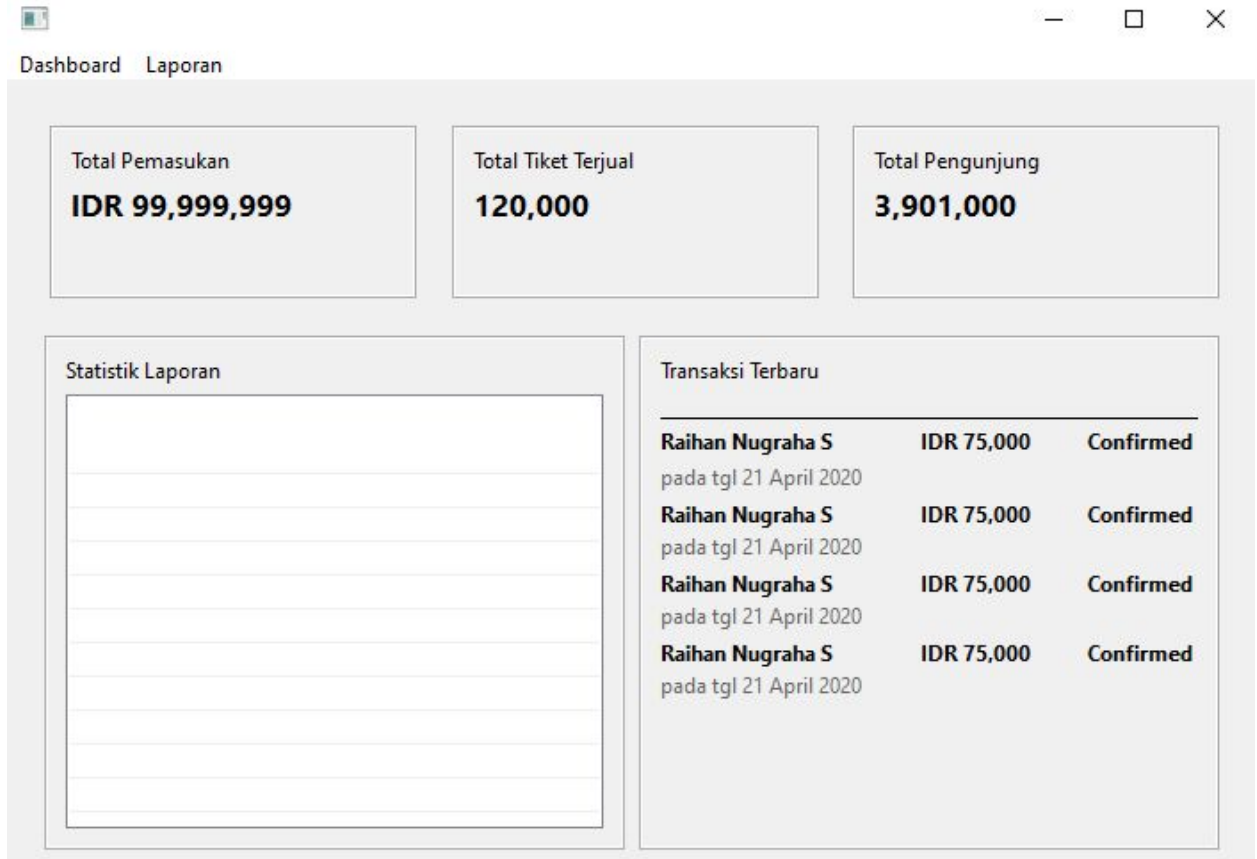 Dashboard Laporan
Total Pemasukan
IDR 99,999,999
Total Tiket Terjual
120,000
Total Pengunjung
3,901,000
Statistik Laporan
Transaksi Terbaru
Raihan Nugraha S IDR 75,000 Confirmed
pada tgl 21 April 2020
Raihan Nugraha S IDR 75,000 Confirmed
pada tgl 21 April 2020
Raihan Nugraha S IDR 75,000 Confirmed
pada tgl 21 April 2020
Raihan Nugraha S IDR 75,000 Confirmed
pada tgl 21 April 2020